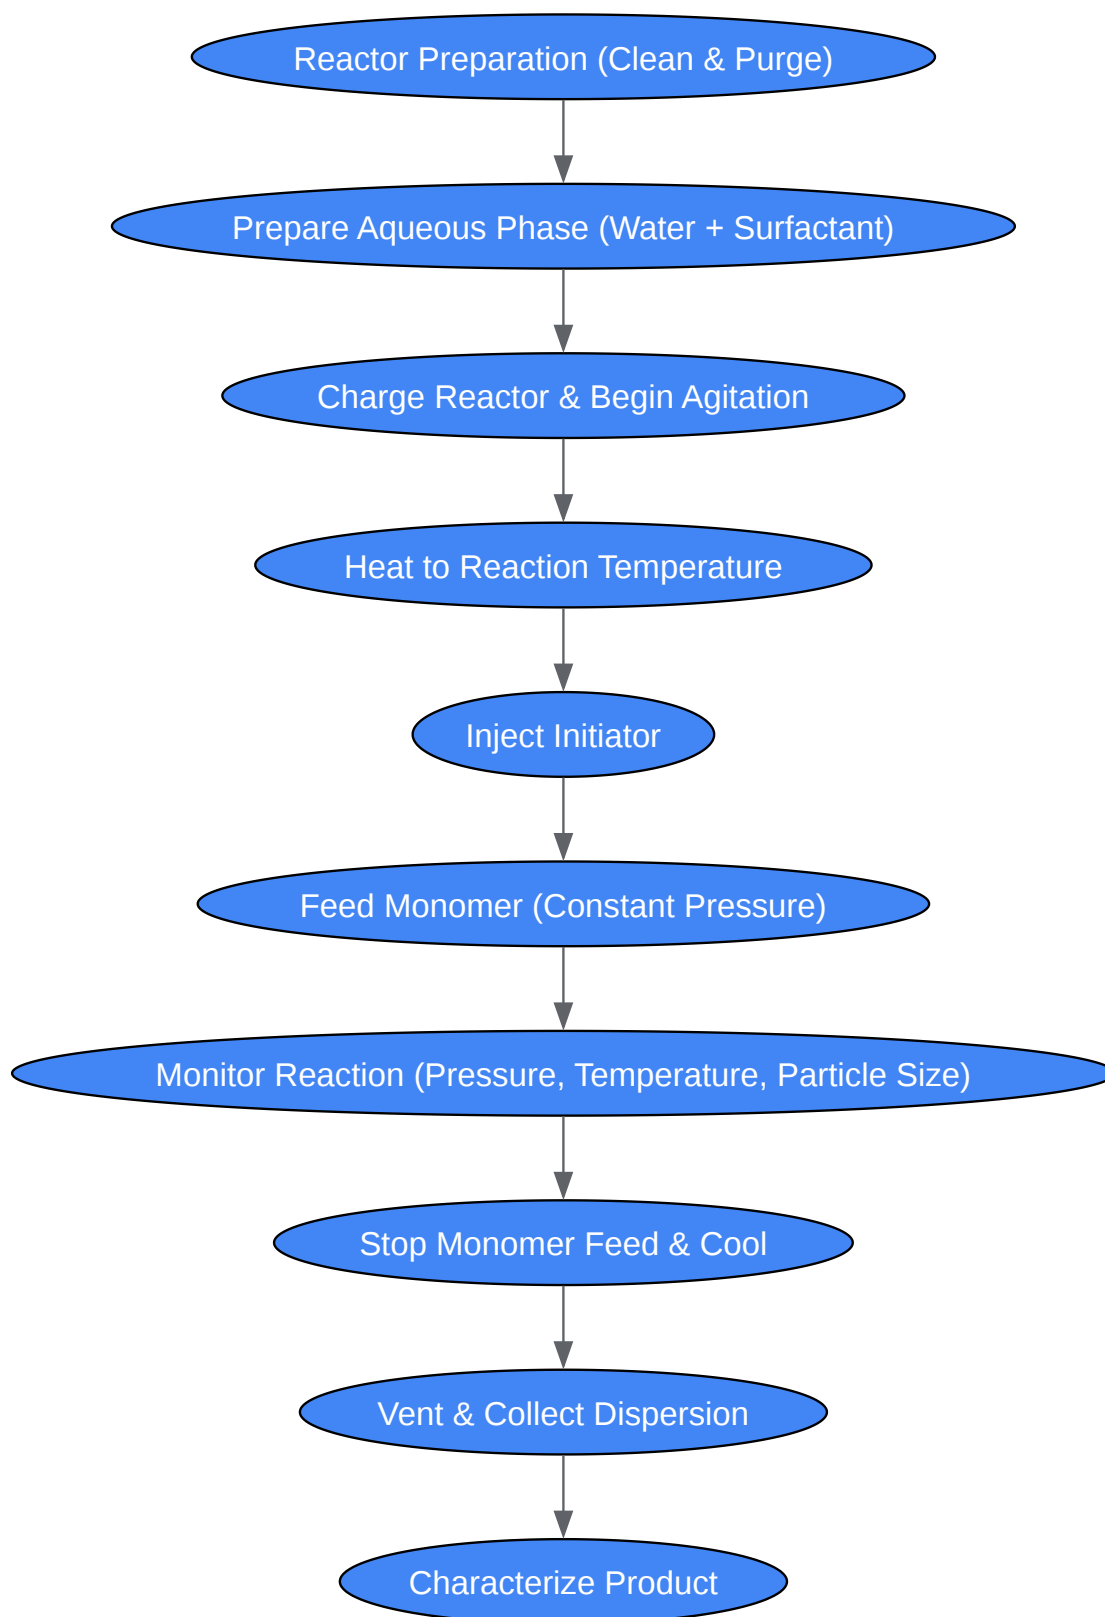 Reactor Preparation (Clean & Purge)
Prepare Aqueous Phase (Water + Surfactant)
Charge Reactor & Begin Agitation
Heat to Reaction Temperature
Inject Initiator
Feed Monomer (Constant Pressure)
Monitor Reaction (Pressure, Temperature, Particle Size)
Stop Monomer Feed & Cool
Vent & Collect Dispersion
Characterize Product